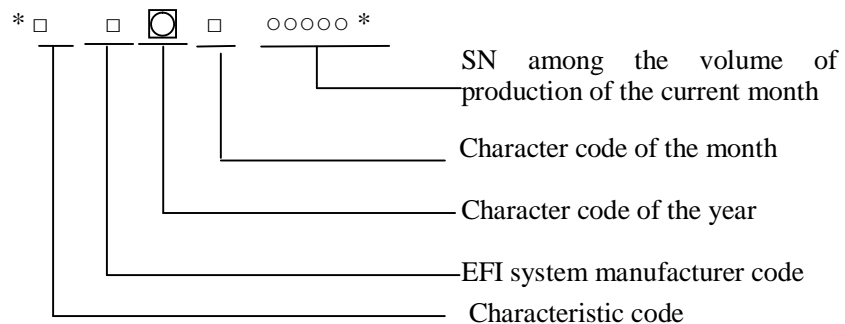 * □ □ ◯ □ ○○○○○ *
SN among the volume of
production of the current month
Character code of the month
Character code of the year
EFI system manufacturer code
Characteristic code